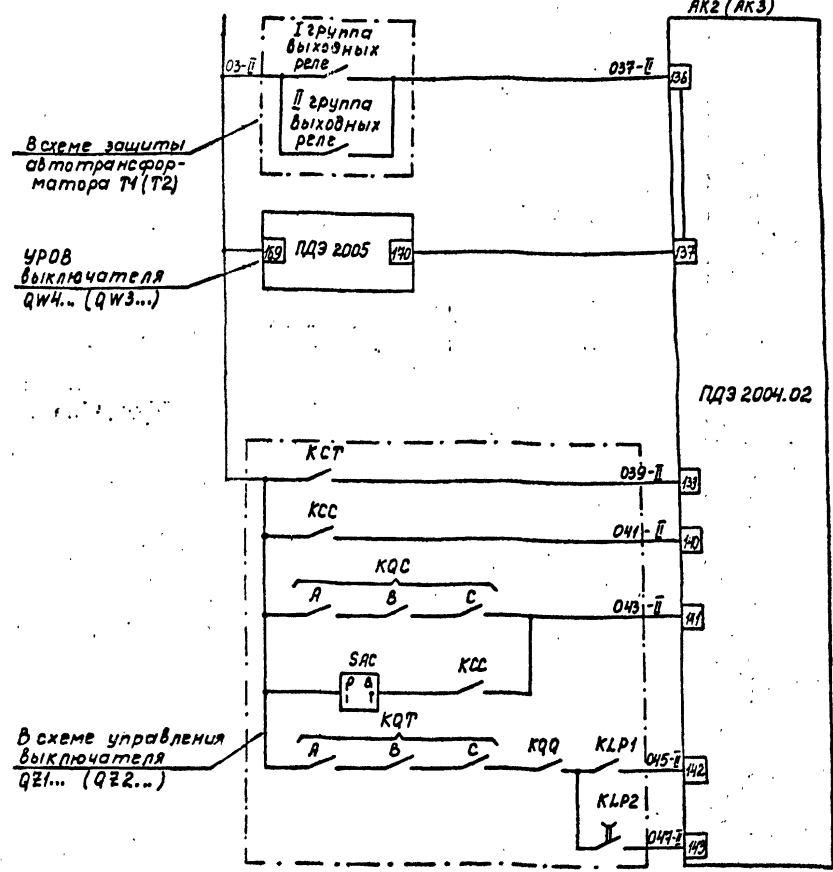 АК2 (АК3)
I группа
выходных
реле
03-II
037-II
136
II группа
выходных
реле
В схеме защиты
автотрансфор-
матора Т1 (Т2)
169
ПДЭ 2005
170
137
УРОВ
выключателя
QW4... (QW3...)
ПДЭ 2004.02
КСТ
039-II
139
КСС
041-II
140
KQC
А В С
043-II
141
SAC
КСС
KQT
А В С
KQQ
KLP1
045-II
142
В схеме управления
выключателя
QZ1... (QZ2...)
KLP2
047-II
143